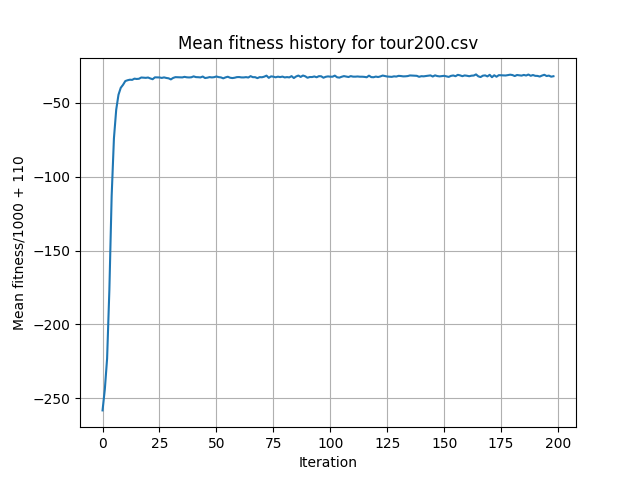 Mean fitness history for tour200.csv
Mean fitness/1000 + 110
−50
−100
−150
−200
−250
0 25 50 75 100 125 150 175 200
Iteration